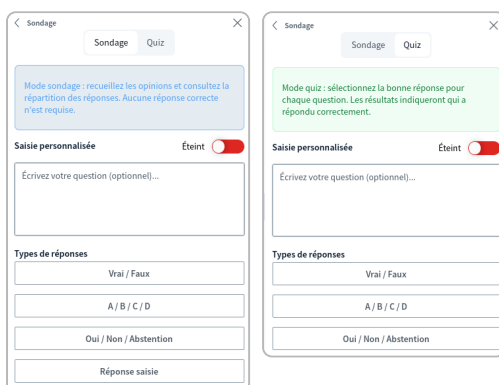 Sondage
Sondage Quiz
Mode sondage : recueillez les opinions et consultez la
répartition des réponses. Aucune réponse correcte
n'est requise.
Saisie personnalisée Éteint
Écrivez votre question (optionnel)...
Types de réponses
Vrai / Faux
A / B / C / D
Oui / Non / Abstention
Réponse saisie
Sondage
Sondage Quiz
Mode quiz : sélectionnez la bonne réponse pour
chaque question. Les résultats indiqueront qui a
répondu correctement.
Saisie personnalisée Éteint
Écrivez votre question (optionnel)...
Types de réponses
Vrai / Faux
A / B / C / D
Oui / Non / Abstention